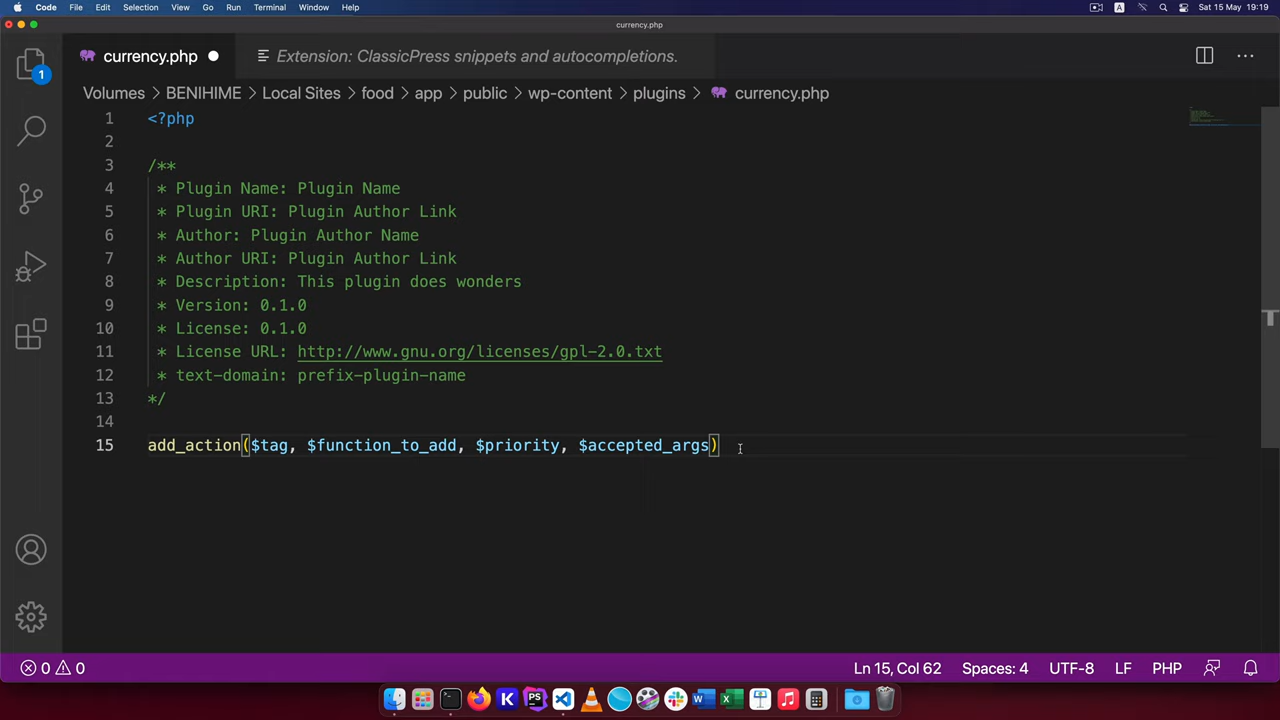 Code File Edit Selection View Go Run Terminal Window Help A Sat 15 May 19:19
currency.php
currency.php Extension: ClassicPress snippets and autocompletions.
1
Volumes > BENIHIME > Local Sites > food > app > public > wp-content > plugins > currency.php
1 <?php
2
3 /**
4 * Plugin Name: Plugin Name
5 * Plugin URI: Plugin Author Link
6 * Author: Plugin Author Name
7 * Author URI: Plugin Author Link
8 * Description: This plugin does wonders
9 * Version: 0.1.0
10 * License: 0.1.0
11 * License URL: http://www.gnu.org/licenses/gpl-2.0.txt
12 * text-domain: prefix-plugin-name
13 */
14
15 add_action($tag, $function_to_add, $priority, $accepted_args)
0 0 Ln 15, Col 62 Spaces: 4 UTF-8 LF PHP
K PS W X